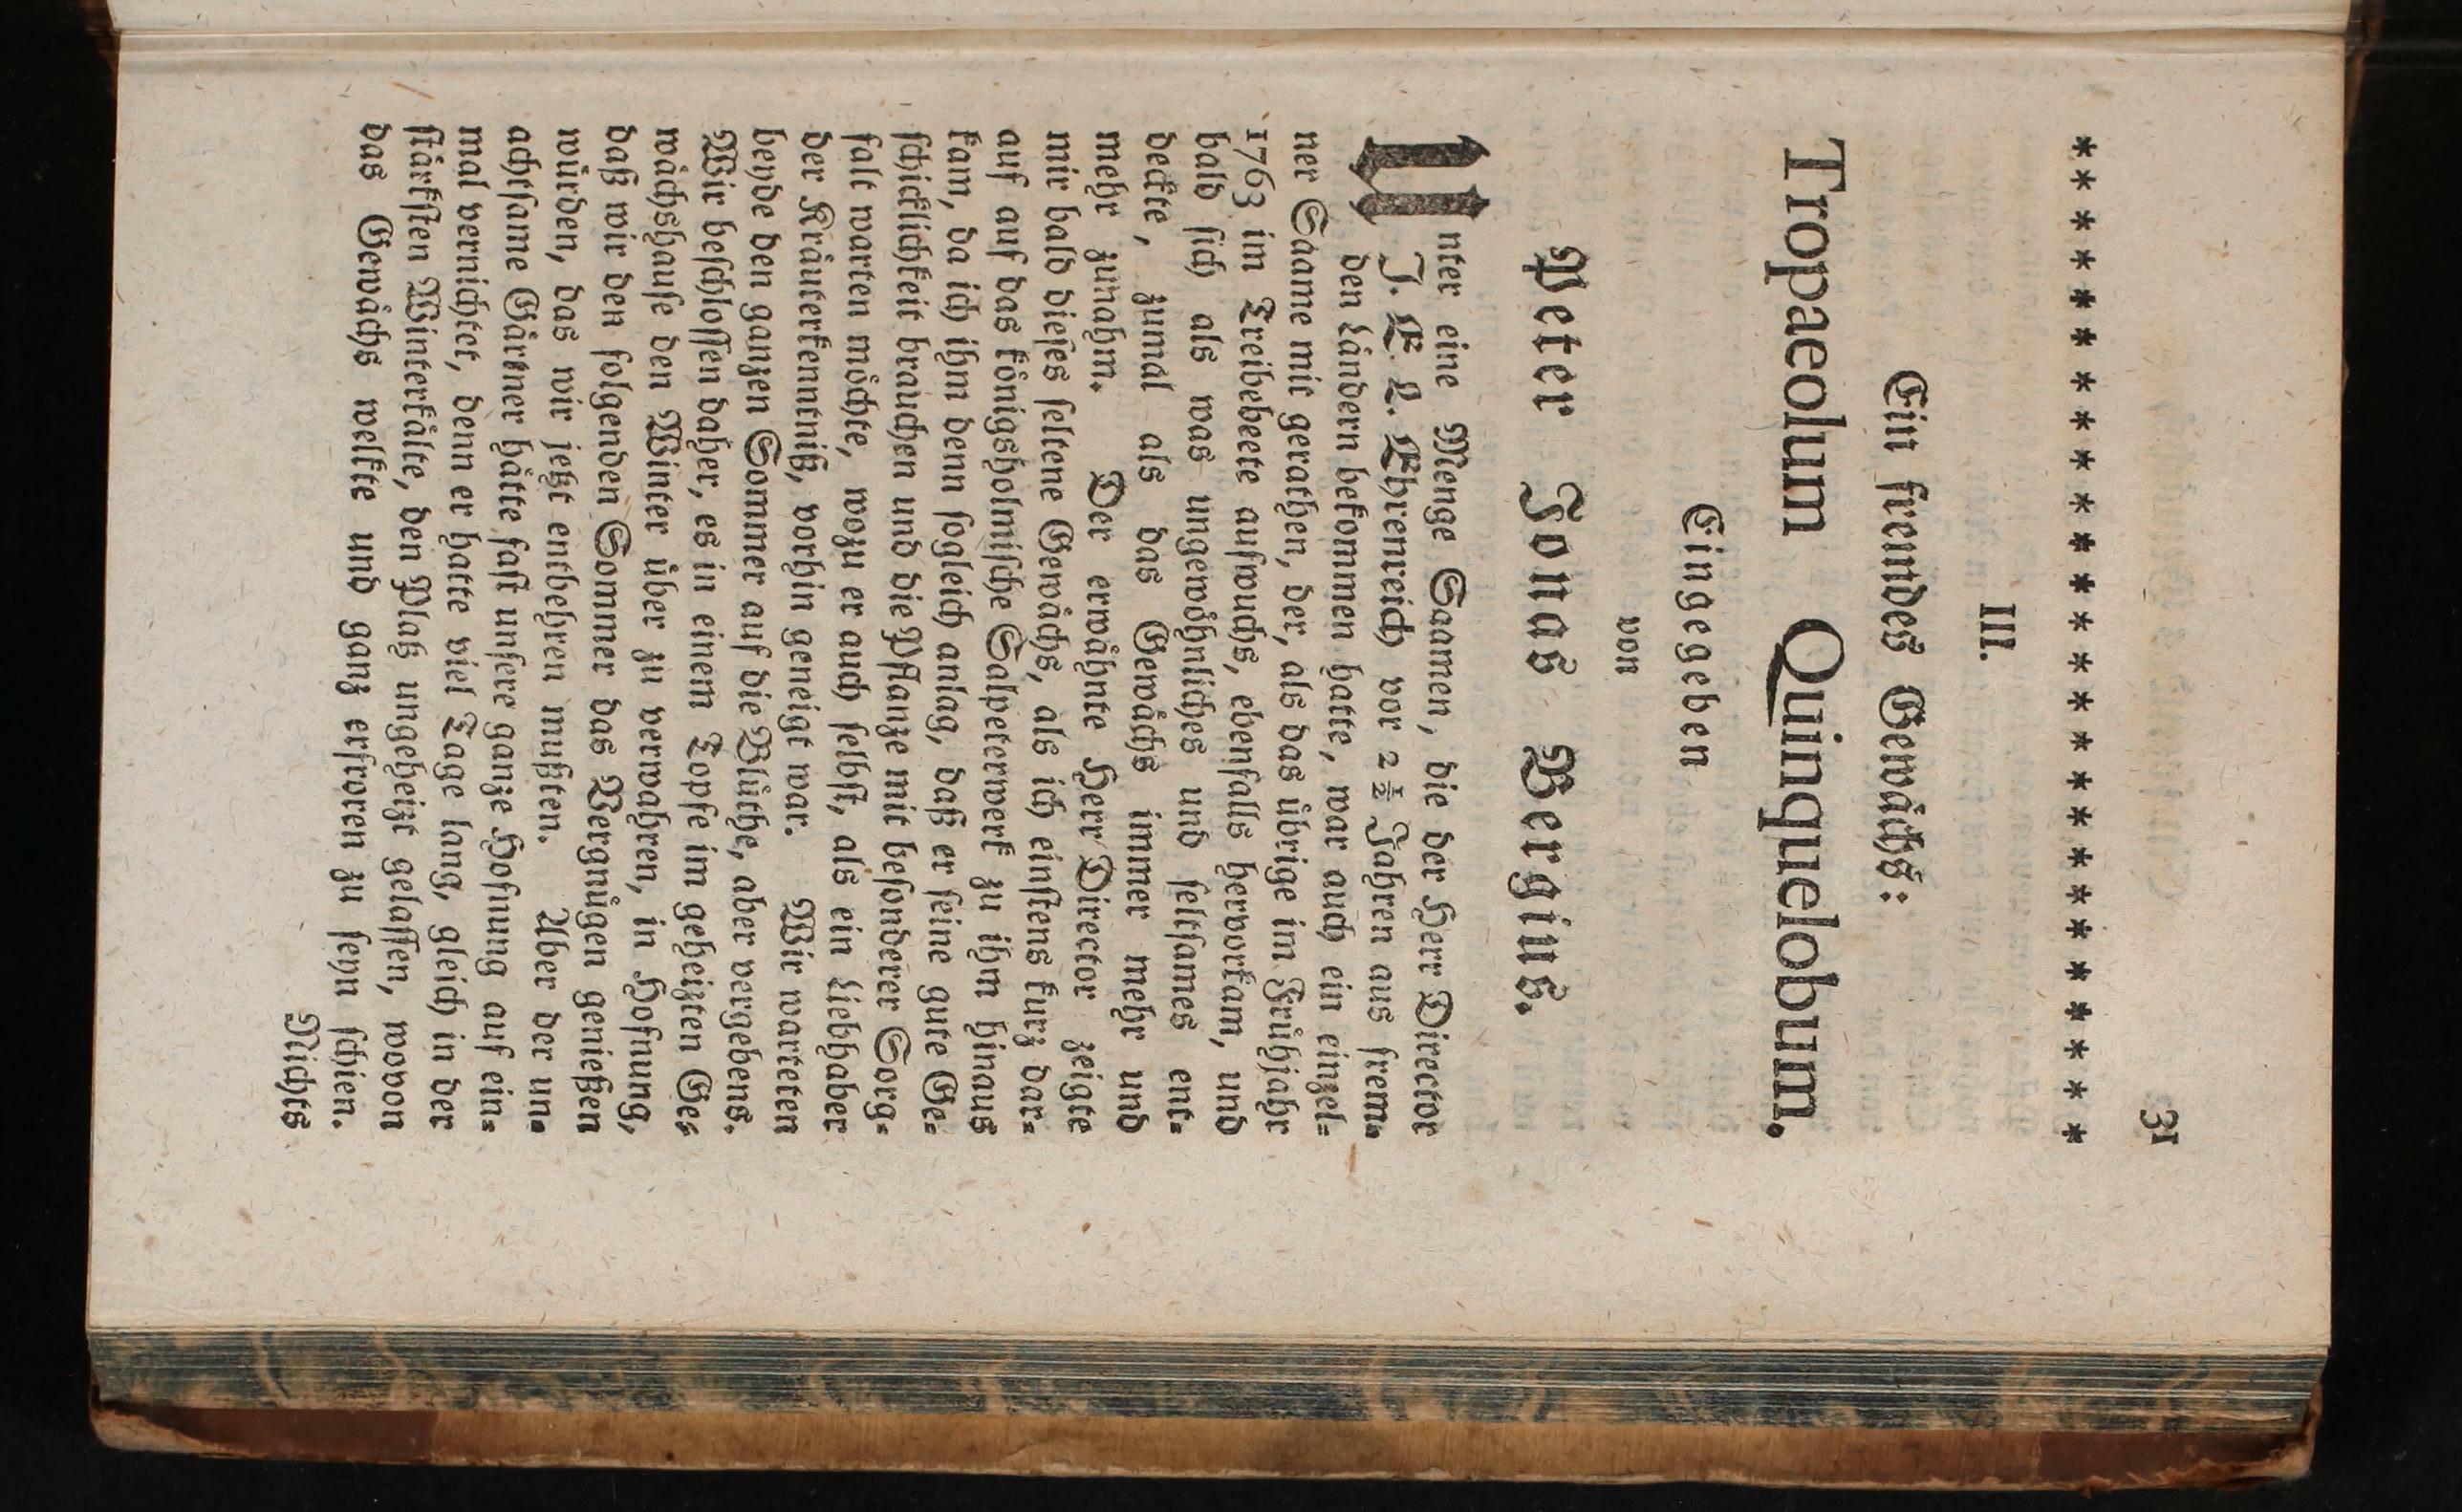 31
* * * * * * * * * * * * * * * * * * * * * * * * * *
III.
Ein fremdes Gewächs:
Tropaeolum Quinquelobum.
Eingegeben
von
Peter Jonas Bergius.
Unter eine Menge Saamen, die der Herr Director
J. E. L. Ehrenreich vor 2½ Jahren aus frem-
den Ländern bekommen hatte, war auch ein einzel-
ner Saame mit gerathen, der, als das übrige im Frühjahr
1763 im Treibebeete aufwuchs, ebenfalls hervorkam, und
bald sich als was ungewöhnliches und seltsames ent-
deckte, zumal als das Gewächs immer mehr und
mehr zunahm. Der erwähnte Herr Director zeigte
mir bald dieses seltene Gewächs, als ich einstens kurz dar-
auf auf das königsholmische Salpeterwerk zu ihm hinaus
kam, da ich ihm denn sogleich anlag, daß er seine gute Ge-
schicklichkeit brauchen und die Pflanze mit besonderer Sorg-
falt warten möchte, wozu er auch selbst, als ein Liebhaber
der Kräuterkenntniß, vorhin geneigt war. Wir warteten
beyde den ganzen Sommer auf die Blüthe, aber vergebens.
Wir beschlossen daher, es in einem Topfe im geheizten Ge-
wächshause den Winter über zu verwahren, in Hofnung,
daß wir den folgenden Sommer das Vergnügen genießen
würden, das wir jetzt entbehren mußten. Aber der un-
achtsame Gärtner hätte fast unsere ganze Hofnung auf ein-
mal vernichtet, denn er hatte viel Tage lang, gleich in der
stärksten Winterkälte, den Platz ungeheizt gelassen, wovon
das Gewächs welkte und ganz erfroren zu seyn schien.
Nichts